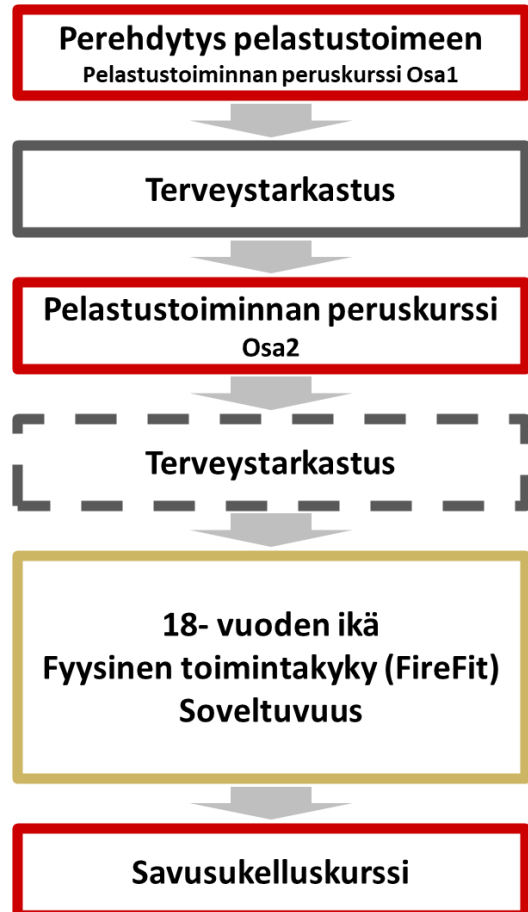 Perehdytys pelastustoimeen
Pelastustoiminnan peruskurssi Osa1
Terveystarkastus
Pelastustoiminnan peruskurssi
Osa2
Terveystarkastus
18- vuoden ikä
Fyysinen toimintakyky (FireFit)
Soveltuvuus
Savusukelluskurssi